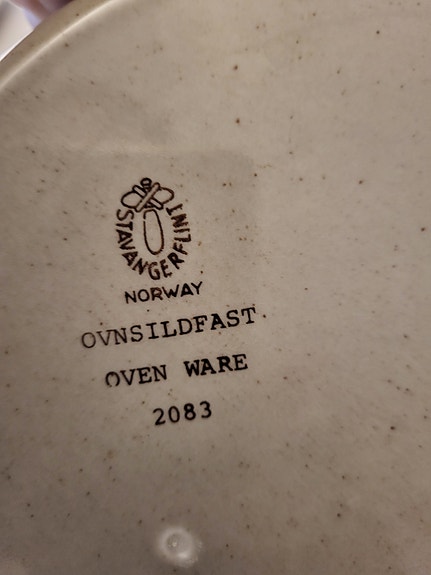 STAVANGERFLINT
NORWAY
OVNSILDFAST
OVEN WARE
2083